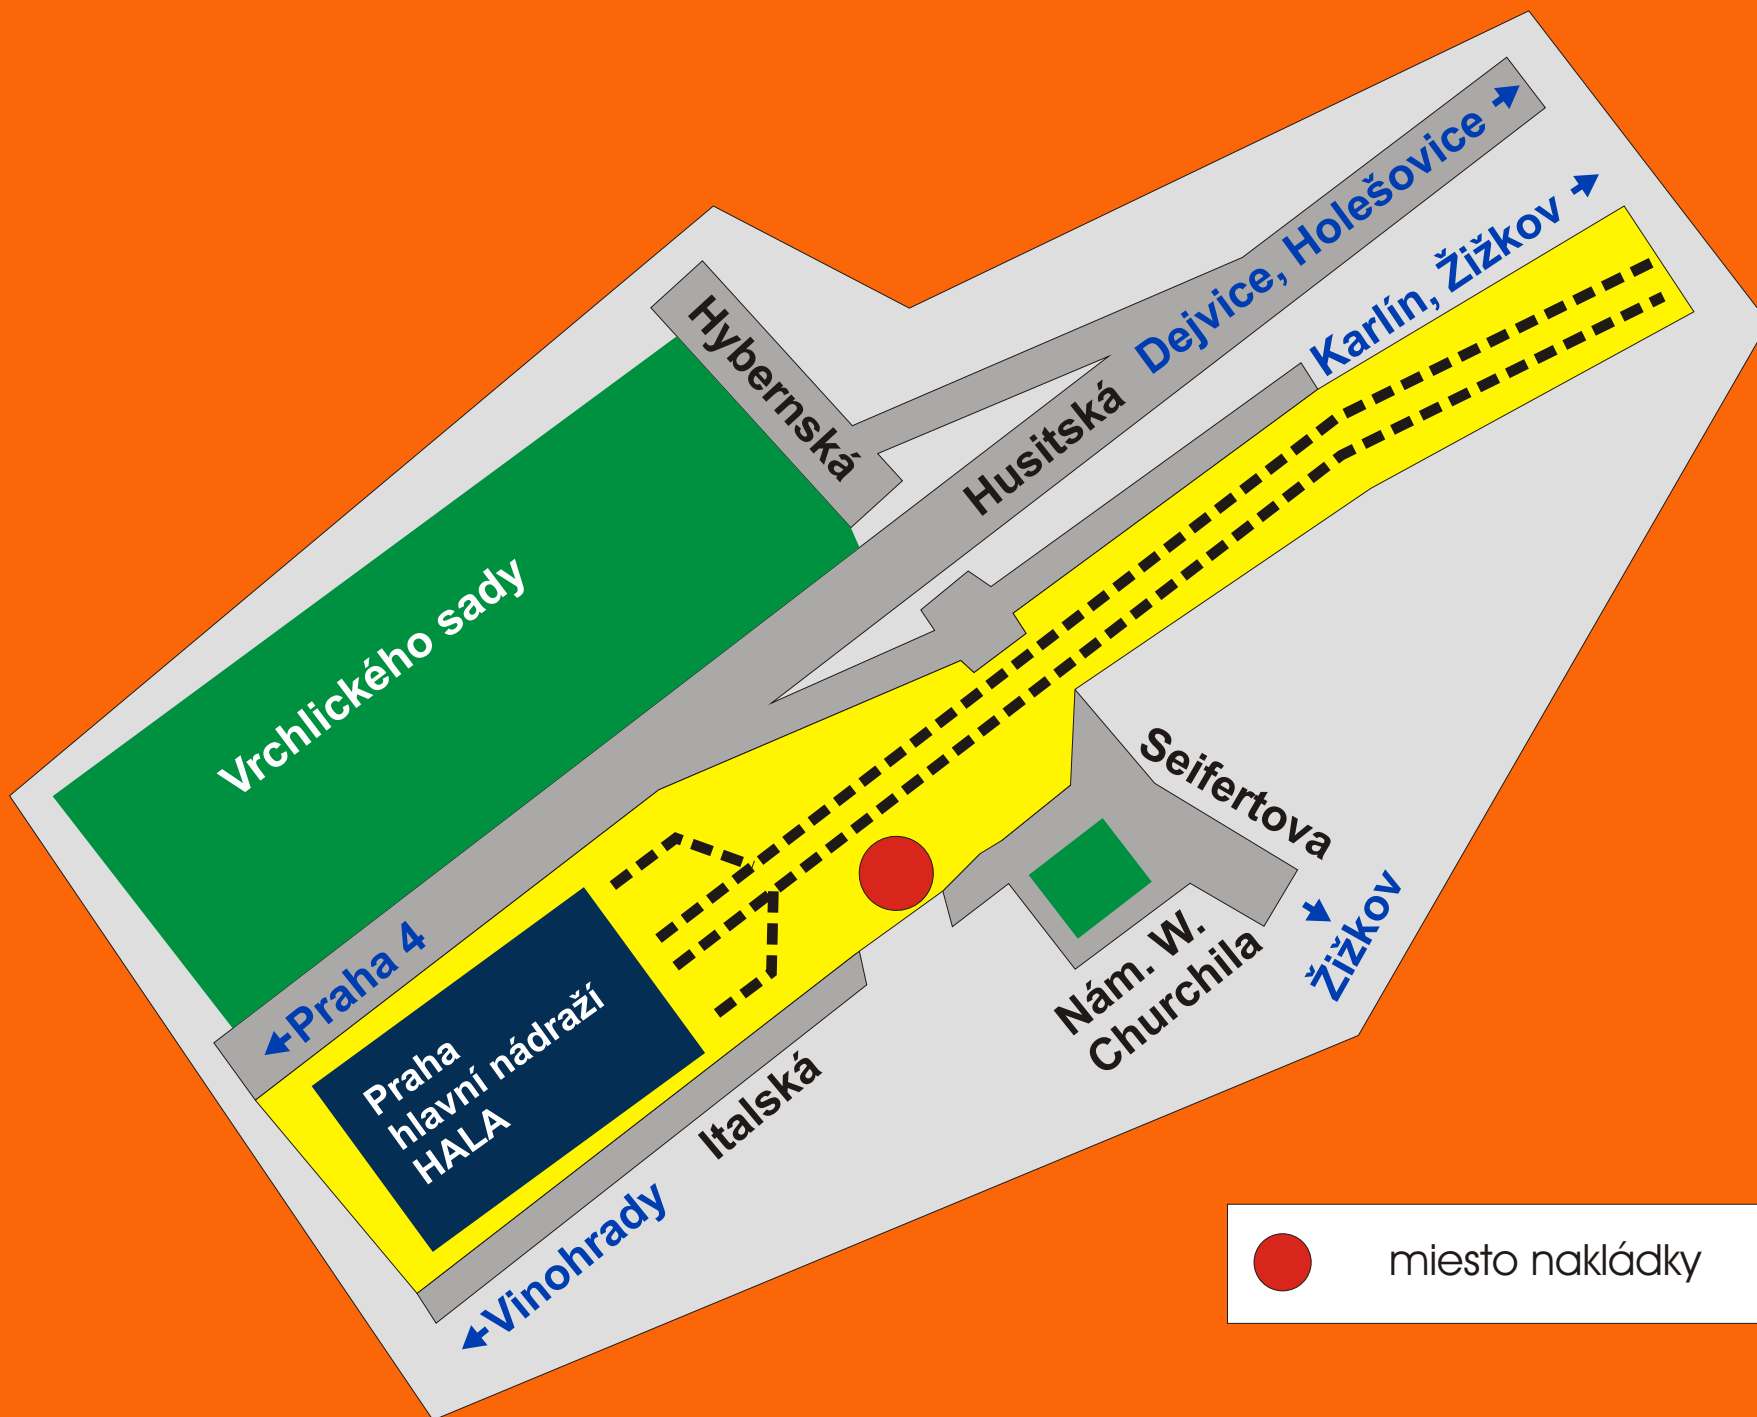 Dejvice, Holešovice
Karlín, Žižkov
Hybernská
Husitská
Vrchlického sady
Seifertova
Žižkov
Nám. W.
Churchila
Praha 4
Praha
hlavní nádraží
HALA
Italská
Vinohrady
miesto nakládky